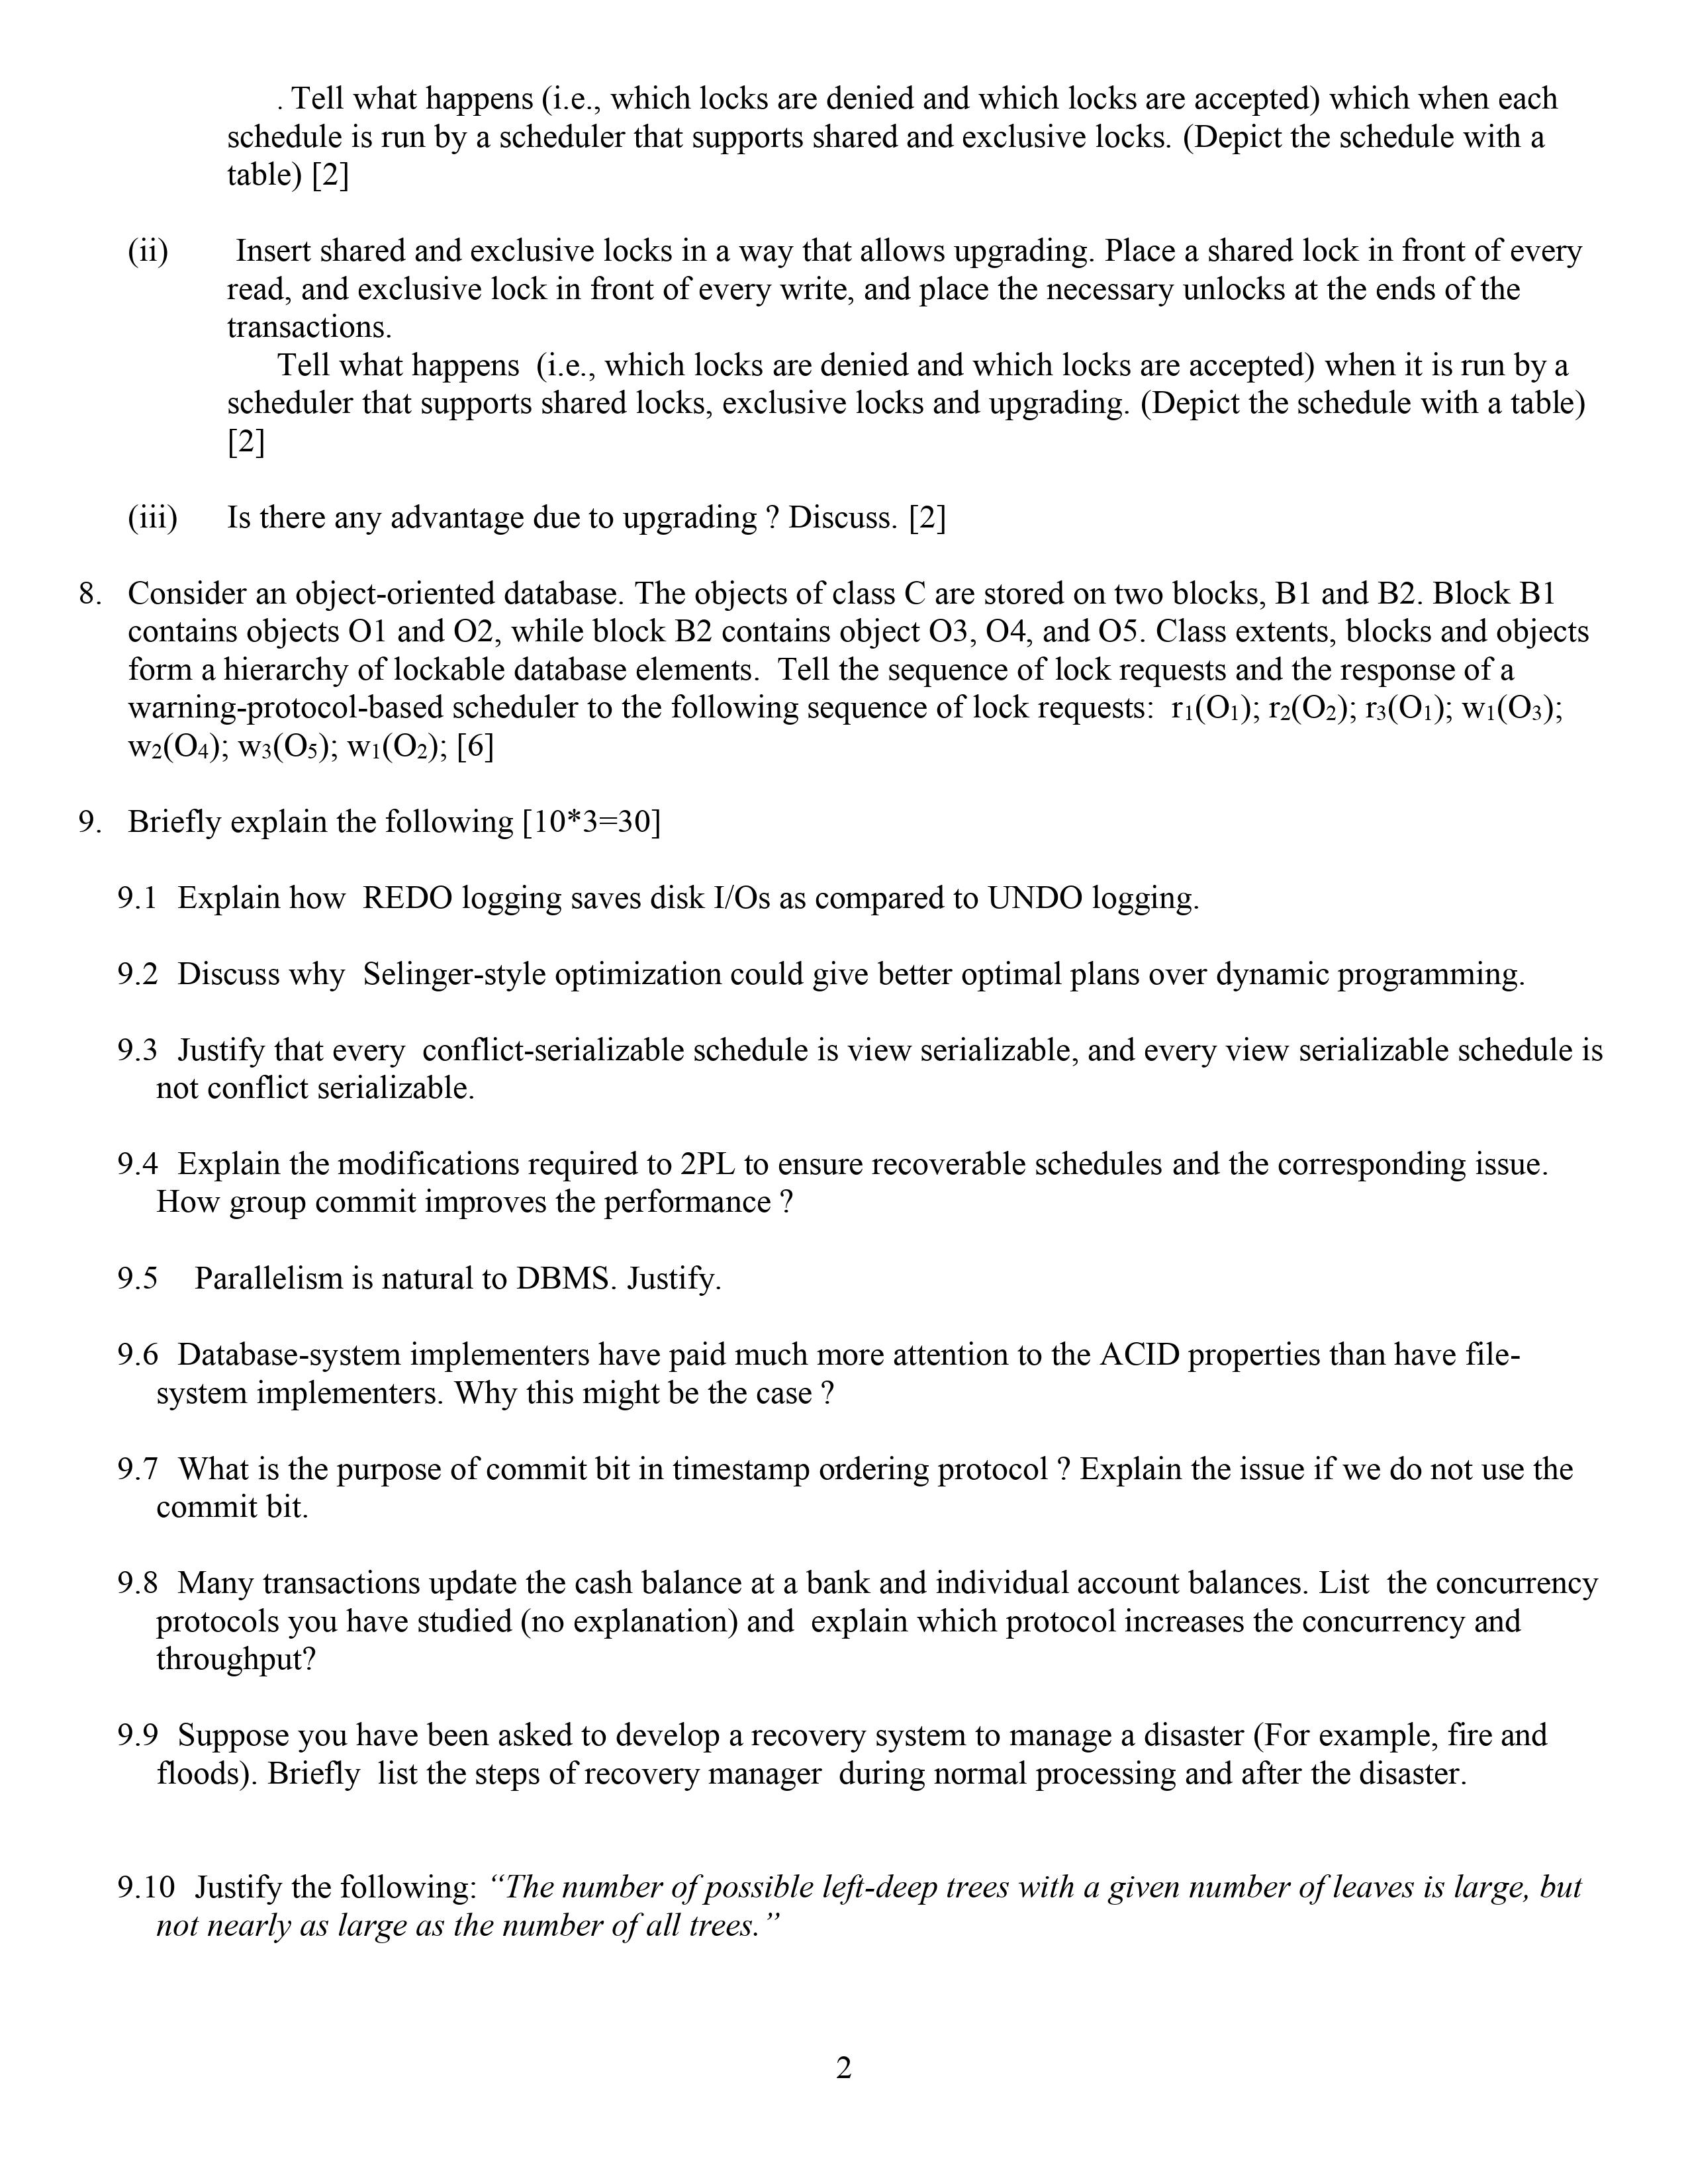 . Tell what happens (i.e., which locks are denied and which locks are accepted) which when each
schedule is run by a scheduler that supports shared and exclusive locks. (Depict the schedule with a
table) [2]
(ii) Insert shared and exclusive locks in a way that allows upgrading. Place a shared lock in front of every
read, and exclusive lock in front of every write, and place the necessary unlocks at the ends of the
transactions.
Tell what happens (i.e., which locks are denied and which locks are accepted) when it is run by a
scheduler that supports shared locks, exclusive locks and upgrading. (Depict the schedule with a table)
[2]
(iii) Is there any advantage due to upgrading ? Discuss. [2]
8. Consider an object-oriented database. The objects of class C are stored on two blocks, B1 and B2. Block B1
contains objects O1 and O2, while block B2 contains object O3, O4, and O5. Class extents, blocks and objects
form a hierarchy of lockable database elements. Tell the sequence of lock requests and the response of a
warning-protocol-based scheduler to the following sequence of lock requests: r₁(O₁); r₂(O₂); r₃(O₁); w₁(O₃);
w₂(O₄); w₃(O₅); w₁(O₂); [6]
9. Briefly explain the following [10*3=30]
9.1 Explain how REDO logging saves disk I/Os as compared to UNDO logging.
9.2 Discuss why Selinger-style optimization could give better optimal plans over dynamic programming.
9.3 Justify that every conflict-serializable schedule is view serializable, and every view serializable schedule is
not conflict serializable.
9.4 Explain the modifications required to 2PL to ensure recoverable schedules and the corresponding issue.
How group commit improves the performance ?
9.5 Parallelism is natural to DBMS. Justify.
9.6 Database-system implementers have paid much more attention to the ACID properties than have file-
system implementers. Why this might be the case ?
9.7 What is the purpose of commit bit in timestamp ordering protocol ? Explain the issue if we do not use the
commit bit.
9.8 Many transactions update the cash balance at a bank and individual account balances. List the concurrency
protocols you have studied (no explanation) and explain which protocol increases the concurrency and
throughput?
9.9 Suppose you have been asked to develop a recovery system to manage a disaster (For example, fire and
floods). Briefly list the steps of recovery manager during normal processing and after the disaster.
9.10 Justify the following: “The number of possible left-deep trees with a given number of leaves is large, but
not nearly as large as the number of all trees.”
2